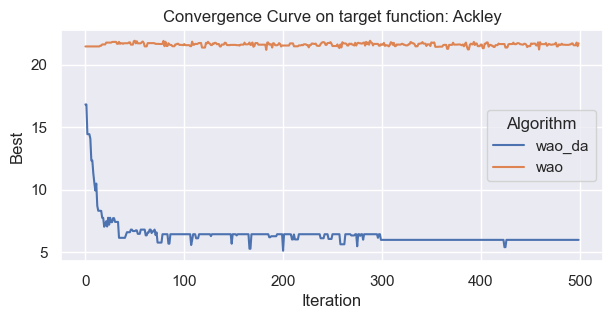 Convergence Curve on target function: Ackley
Best
20
15
10
5
Algorithm
wao_da
wao
0
100
200
300
400
500
Iteration